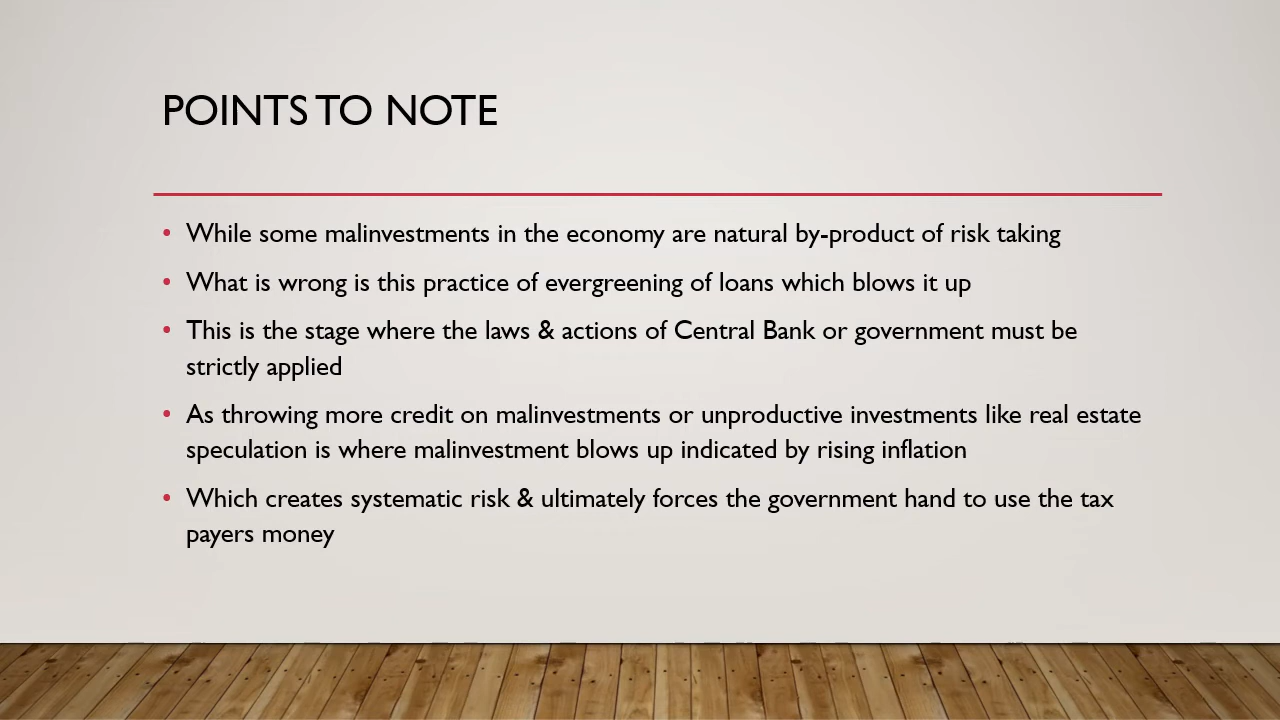 POINTS TO NOTE
• While some malinvestments in the economy are natural by-product of risk taking
• What is wrong is this practice of evergreening of loans which blows it up
• This is the stage where the laws & actions of Central Bank or government must be
strictly applied
• As throwing more credit on malinvestments or unproductive investments like real estate
speculation is where malinvestment blows up indicated by rising inflation
• Which creates systematic risk & ultimately forces the government hand to use the tax
payers money